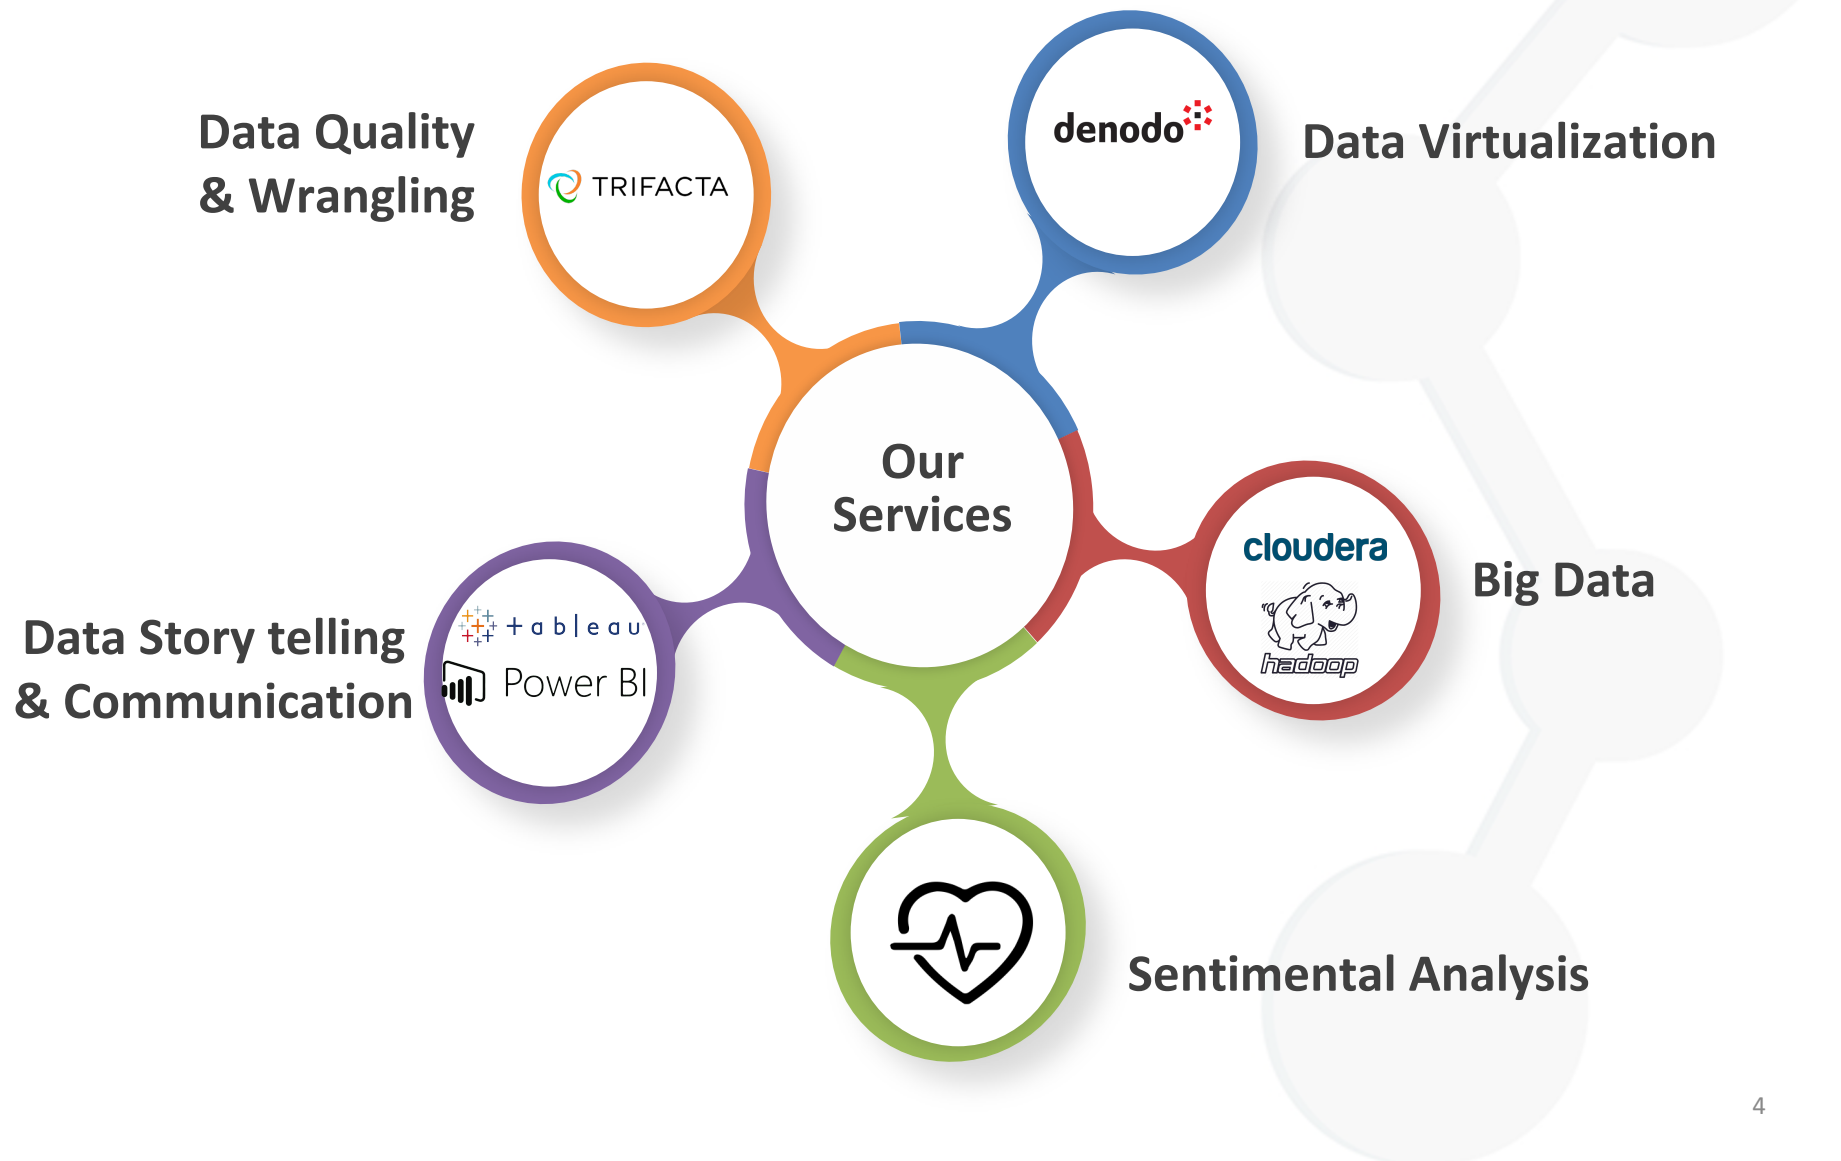 Data Quality
& Wrangling
TRIFACTA
denodo
Data Virtualization
Our
Services
cloudera
hadoop
Big Data
Data Story telling
& Communication
+ableau
Power BI
Sentimental Analysis
4